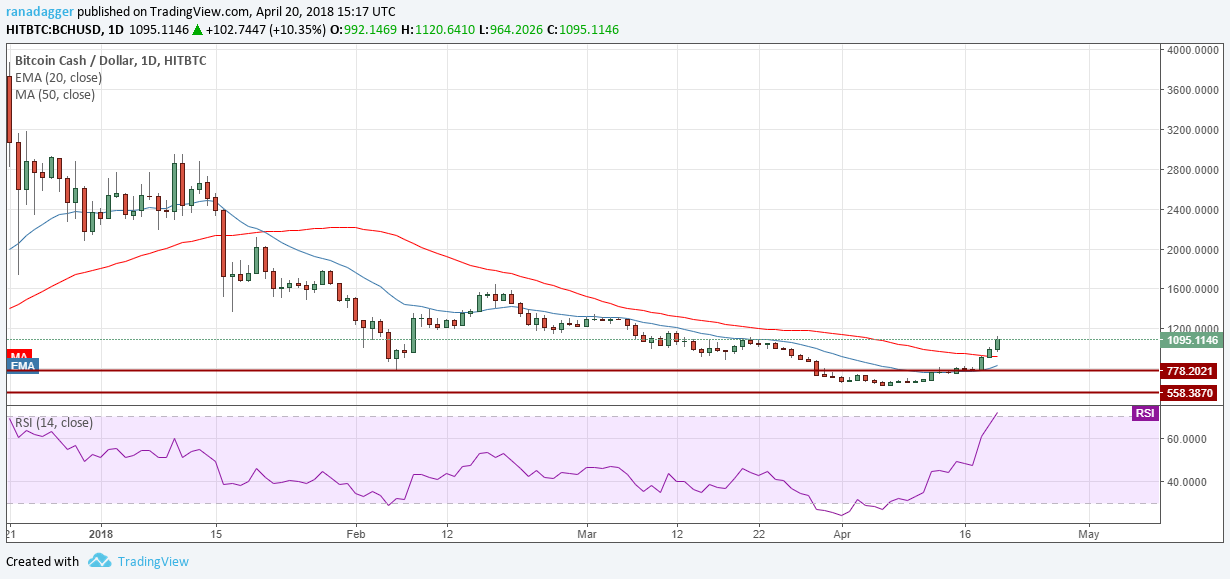 ranadagger published on TradingView.com, April 20, 2018 15:17 UTC
HITBTC:BCHUSD, 1D 1095.1146 ▲ +102.7447 (+10.35%) O:992.1469 H:1120.6410 L:964.2026 C:1095.1146
Bitcoin Cash / Dollar, 1D, HITBTC
EMA (20, close)
MA (50, close)
4000.0000
3600.0000
3200.0000
2800.0000
2400.0000
2000.0000
1600.0000
1200.0000
1095.1146
MA
EMA
778.2021
558.3870
RSI
RSI (14, close)
60.0000
40.0000
21 2018 15 Feb 12 Mar 12 22 Apr 16 May
Created with TradingView